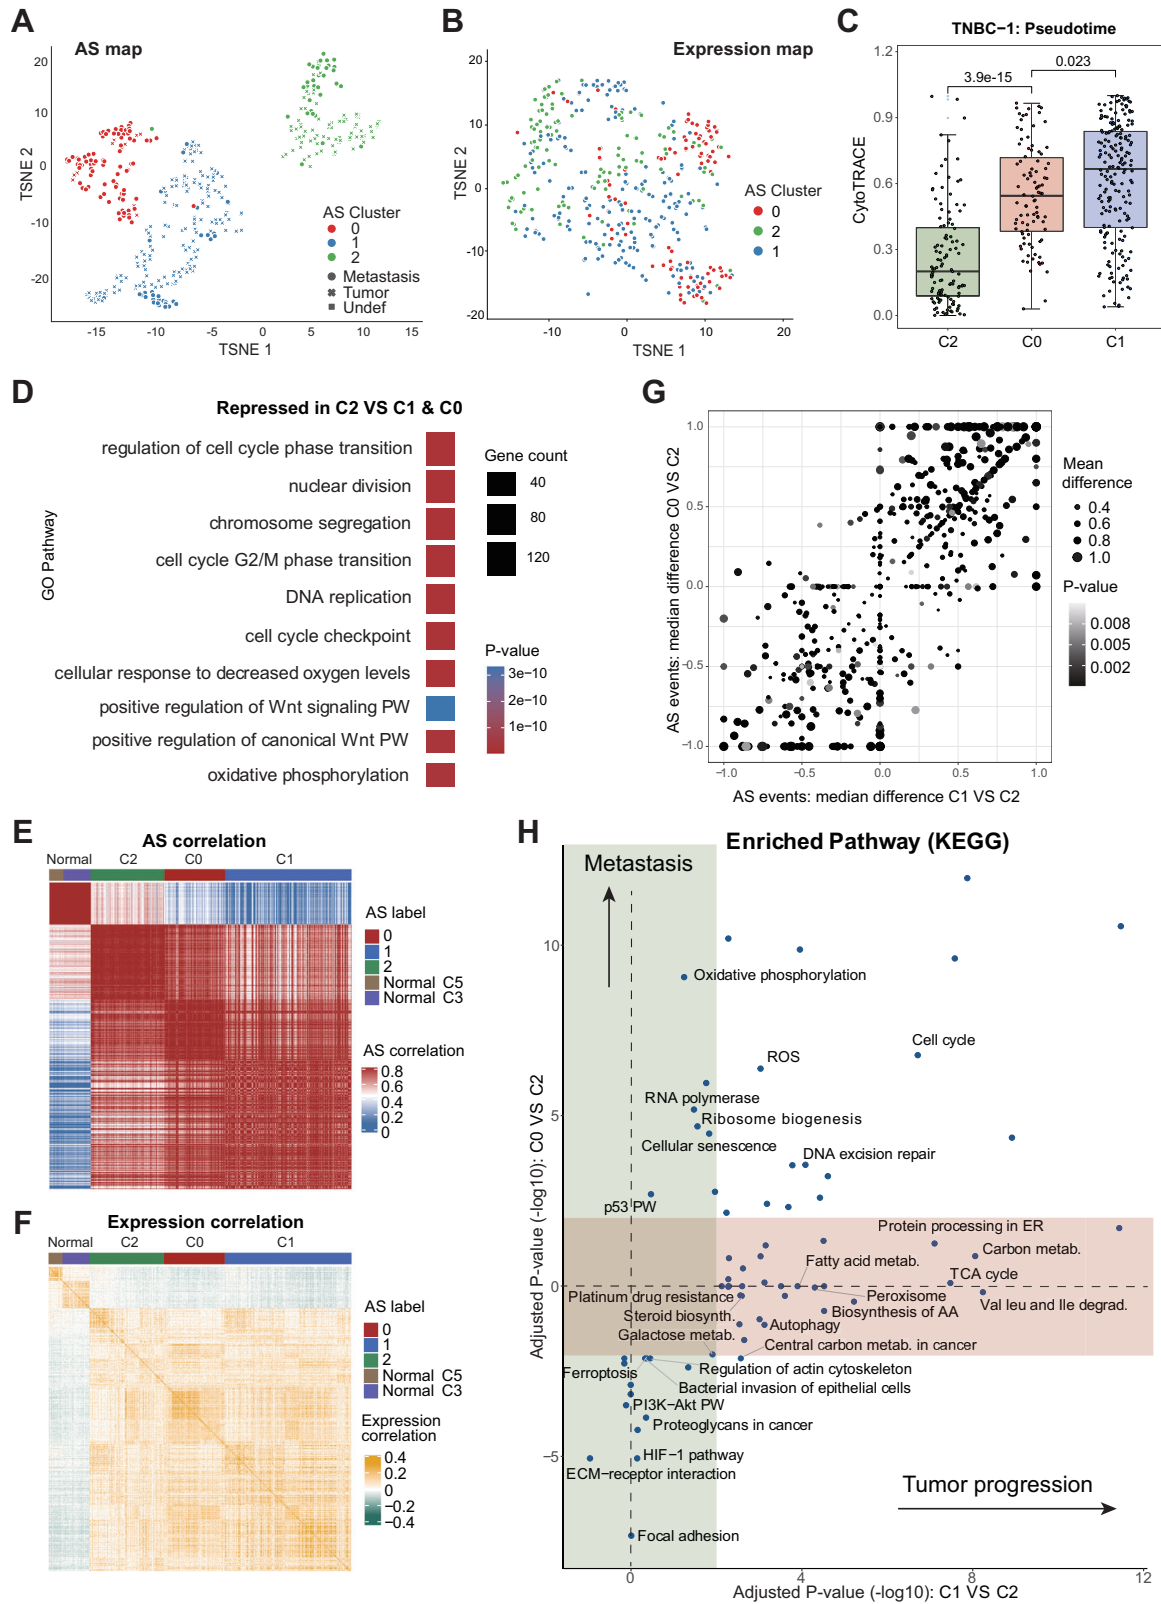 A
AS map
TSNE 2
20
10
0
-10
-20
-15
-10
-5
0
5
10
15
TSNE 1
AS Cluster
0
1
2
Metastasis
Tumor
Undef
B
Expression map
TSNE 2
20
10
0
-10
-20
-10
0
10
20
TSNE 1
AS Cluster
0
2
1
C
TNBC−1: Pseudotime
CytoTRACE
1.2
0.9
0.6
0.3
0.0
3.9e-15
0.023
C2
C0
C1
D
Repressed in C2 VS C1 & C0
GO Pathway
regulation of cell cycle phase transition
nuclear division
chromosome segregation
cell cycle G2/M phase transition
DNA replication
cell cycle checkpoint
cellular response to decreased oxygen levels
positive regulation of Wnt signaling PW
positive regulation of canonical Wnt PW
oxidative phosphorylation
Gene count
40
80
120
P-value
3e−10
2e−10
1e−10
G
AS events: median difference C0 VS C2
1.0
0.5
0.0
−0.5
−1.0
−1.0
−0.5
0.0
0.5
1.0
AS events: median difference C1 VS C2
Mean
difference
0.4
0.6
0.8
1.0
P-value
0.008
0.005
0.002
E
AS correlation
Normal
C2
C0
C1
AS label
0
1
2
Normal C5
Normal C3
AS correlation
0.8
0.6
0.4
0.2
0
F
Expression correlation
Normal
C2
C0
C1
AS label
0
1
2
Normal C5
Normal C3
Expression
correlation
0.4
0.2
0
−0.2
−0.4
H
Enriched Pathway (KEGG)
Metastasis
Adjusted P-value (-log10): C0 VS C2
10
5
0
−5
Oxidative phosphorylation
Cell cycle
ROS
RNA polymerase
Ribosome biogenesis
Cellular senescence
DNA excision repair
p53 PW
Protein processing in ER
Carbon metab.
Fatty acid metab.
TCA cycle
Platinum drug resistance
Peroxisome
Val leu and Ile degrad.
Steroid biosynth.
Biosynthesis of AA
Galactose metab.
Autophagy
Central carbon metab. in cancer
Ferroptosis
Regulation of actin cytoskeleton
Bacterial invasion of epithelial cells
PI3K−Akt PW
Proteoglycans in cancer
HIF−1 pathway
ECM−receptor interaction
Tumor progression
Focal adhesion
0
4
8
12
Adjusted P-value (-log10): C1 VS C2